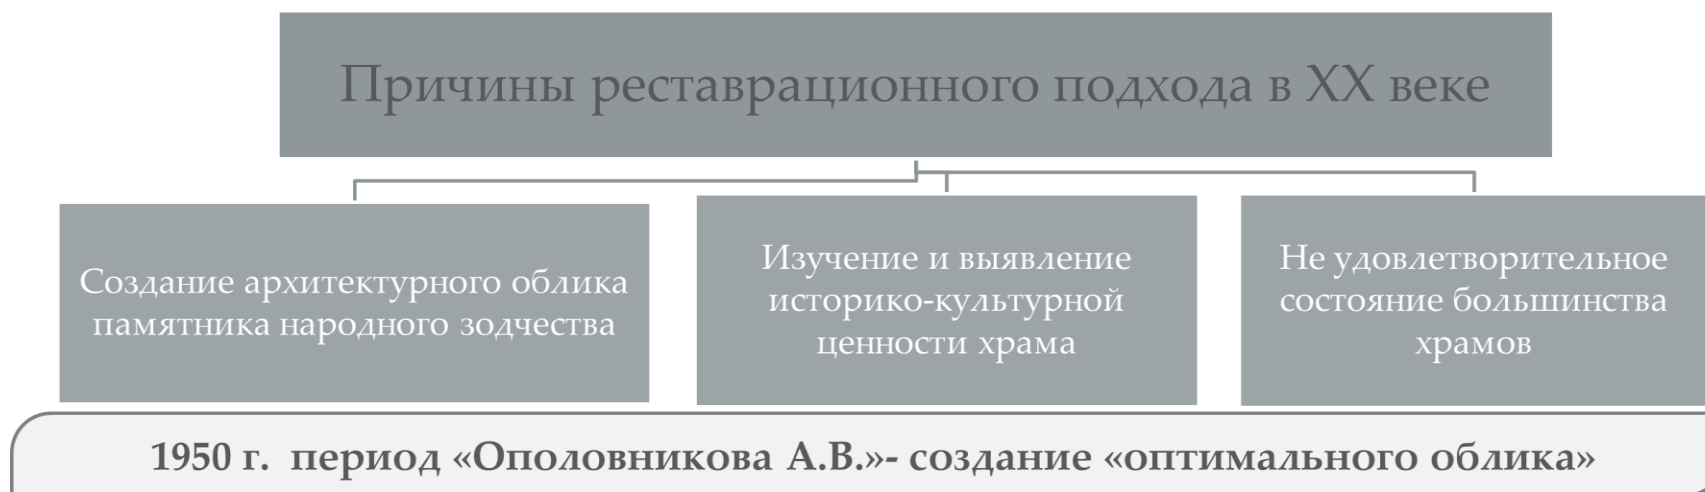 Причины реставрационного подхода в XX веке
Создание архитектурного облика
памятника народного зодчества
Изучение и выявление
историко-культурной
ценности храма
Не удовлетворительное
состояние большинства
храмов
1950 г. период «Ополовникова А.В.»- создание «оптимального облика»